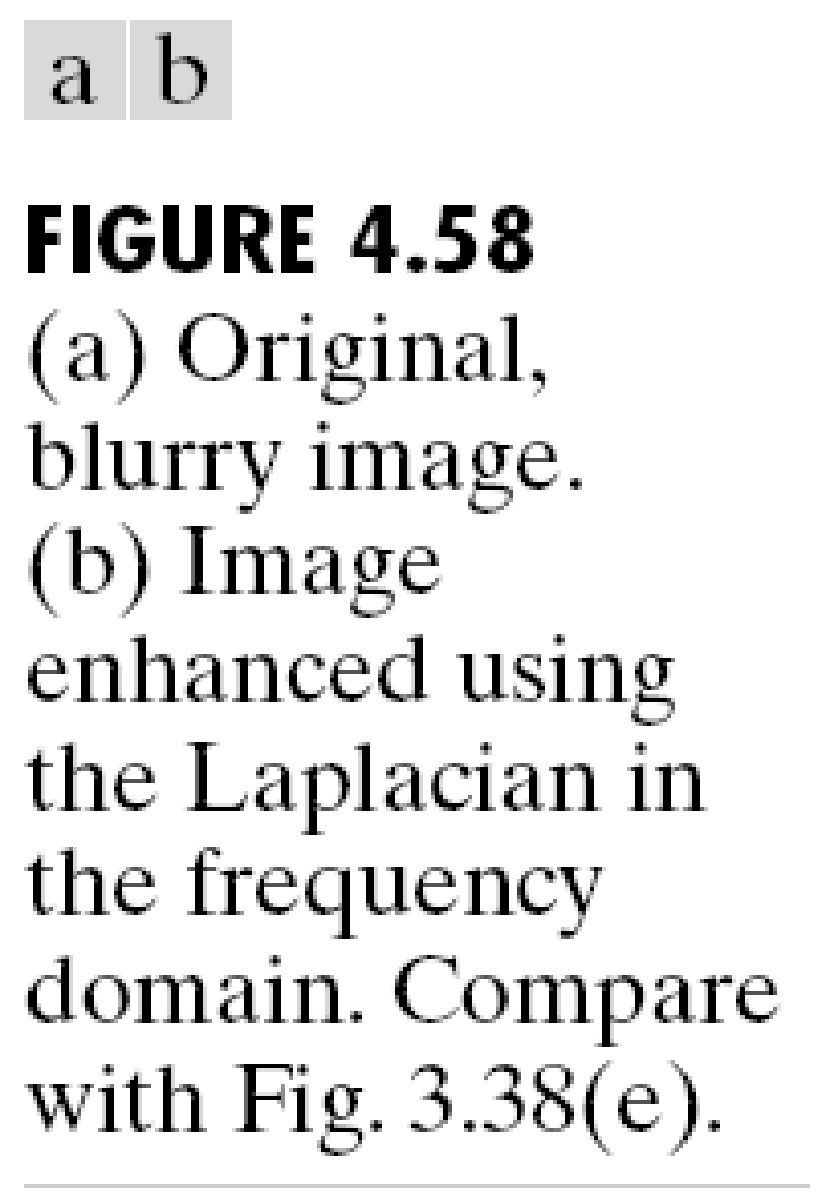 a b
FIGURE 4.58
(a) Original,
blurry image.
(b) Image
enhanced using
the Laplacian in
the frequency
domain. Compare
with Fig. 3.38(e).